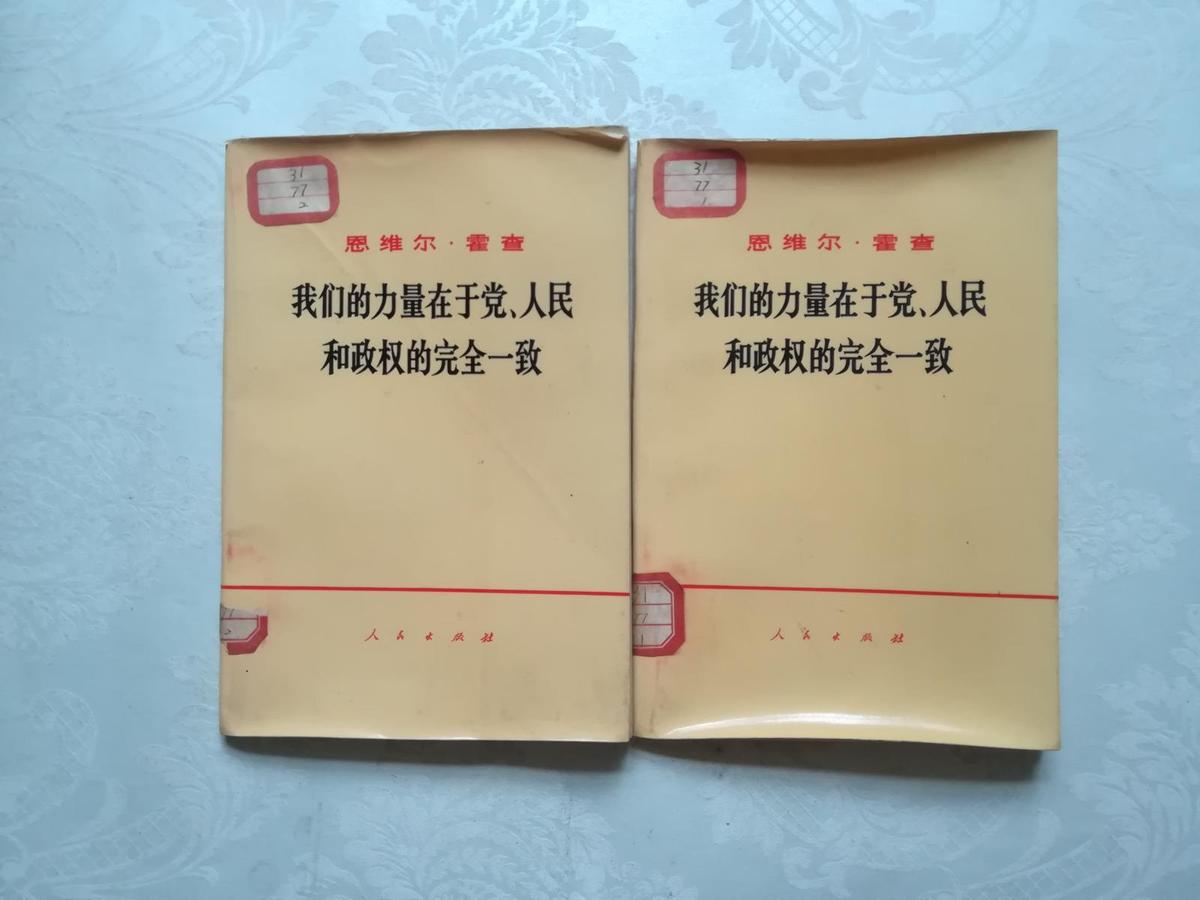 31
77
2
恩维尔·霍查
我们的力量在于党、人民
和政权的完全一致
人民出版社
31
77
1
恩维尔·霍查
我们的力量在于党、人民
和政权的完全一致
31
77
1
人民出版社